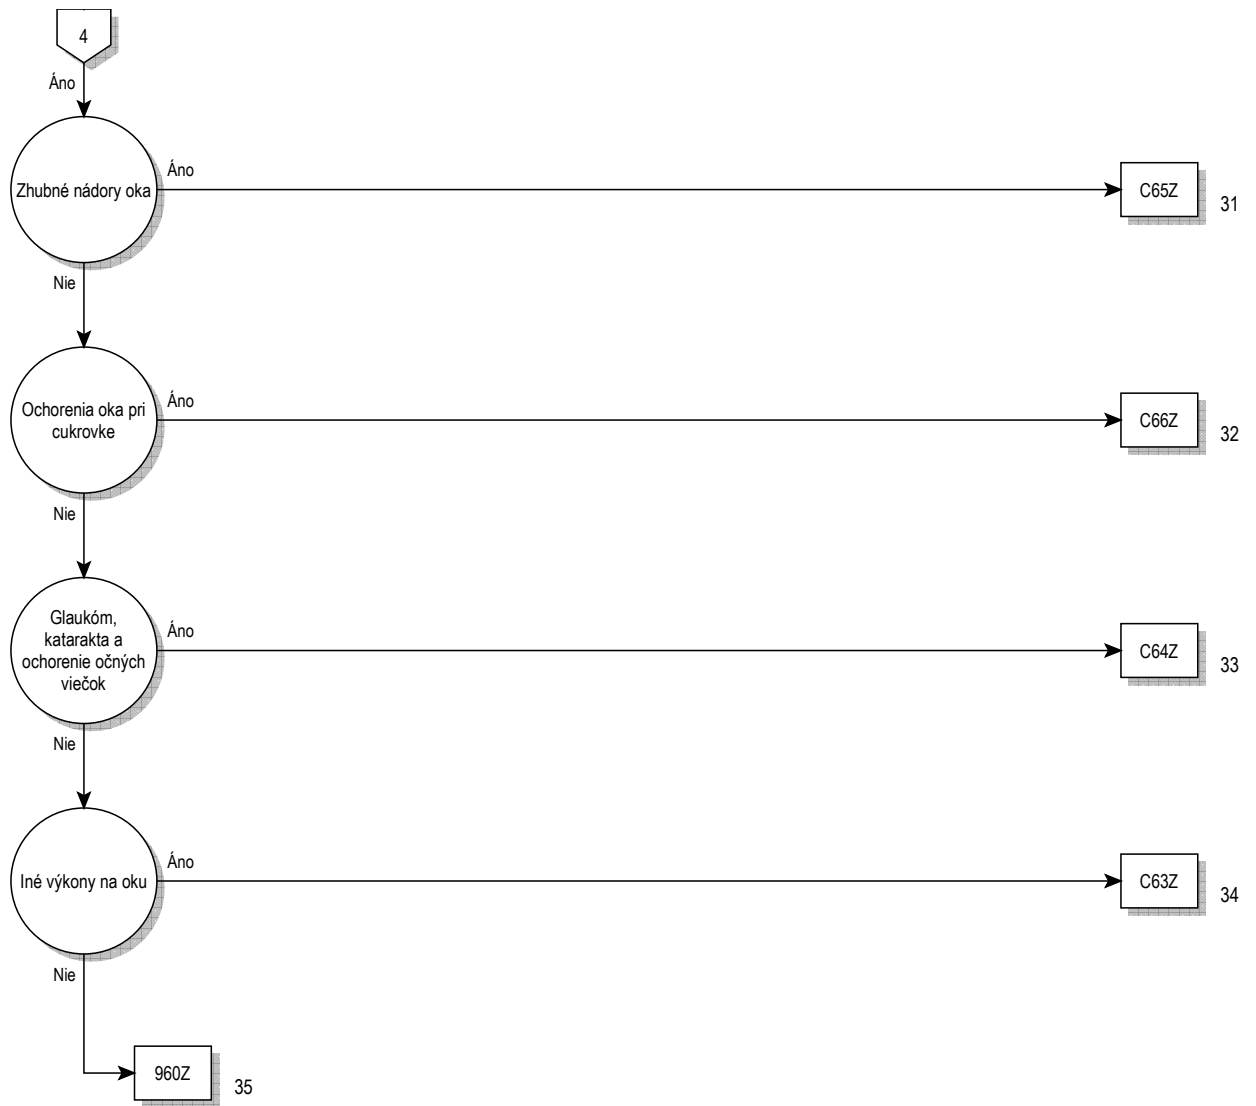 4
Áno
Zhubné nádory oka
Áno
C65Z
31
Nie
Ochorenia oka pri
cukrovke
Áno
C66Z
32
Nie
Glaukóm,
katarakta a
ochorenie očných
viečok
Áno
C64Z
33
Nie
Iné výkony na oku
Áno
C63Z
34
Nie
960Z
35